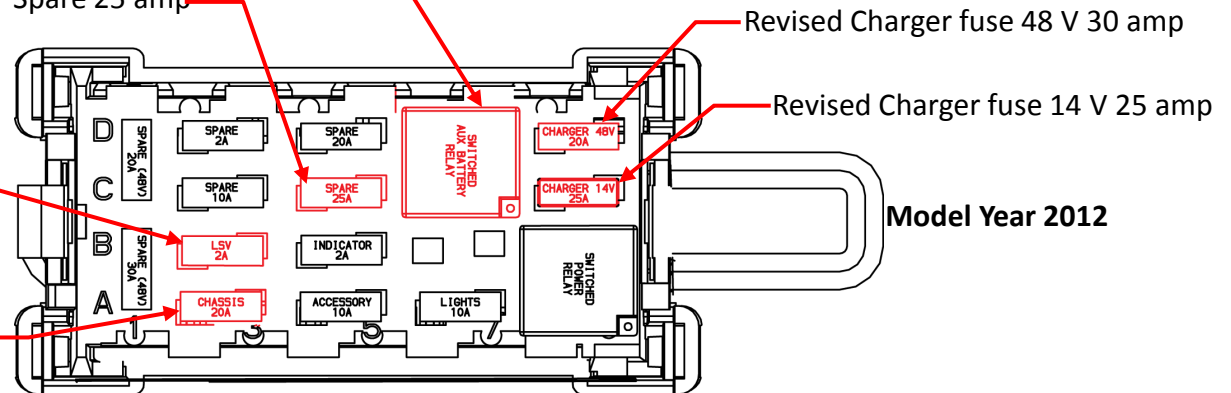 Spare 25 amp
Revised Charger fuse 48 V 30 amp
Revised Charger fuse 14 V 25 amp
Model Year 2012
D
C
B
A
SPARE (48V)
20A
SPARE
2A
SPARE
20A
SWITCHED
AUX BATTERY
RELAY
CHARGER 48V
20A
SPARE
10A
SPARE
25A
CHARGER 14V
25A
SPARE (48V)
30A
LSV
2A
INDICATOR
2A
SWITCHED
POWER
RELAY
CHASSIS
20A
ACCESSORY
10A
LIGHTS
10A
1
3
5
7